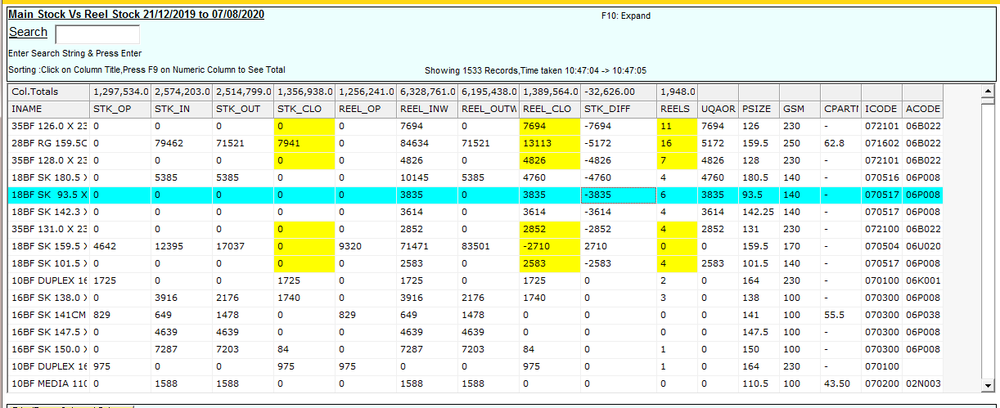 Main Stock Vs Reel Stock 21/12/2019 to 07/08/2020
F10: Expand
Search
Enter Search String & Press Enter
Sorting :Click on Column Title,Press F9 on Numeric Column to See Total
Showing 1533 Records,Time taken 10:47:04 -> 10:47:05
Col.Totals 1,297,534.0 2,574,203.0 2,514,799.0 1,356,938.0 1,256,241.0 6,328,761.0 6,195,438.0 1,389,564.0 -32,626.00 1,948.0
INAME STK_OP STK_IN STK_OUT STK_CLO REEL_OP REEL_INW REEL_OUTW REEL_CLO STK_DIFF REELS UQAOR PSIZE GSM CPARTN ICODE ACODE
35BF 126.0 X 23 0 0 0 0 0 7694 0 7694 -7694 11 7694 126 230 - 072101 06B022
28BF RG 159.5C 0 79462 71521 7941 0 84634 71521 13113 -5172 16 5172 159.5 250 62.8 071602 06B022
35BF 128.0 X 23 0 0 0 0 0 4826 0 4826 -4826 7 4826 128 230 - 072101 06B022
18BF SK 180.5 X 0 5385 5385 0 0 10145 5385 4760 -4760 4 4760 180.5 140 - 070516 06P008
18BF SK 93.5 X 0 0 0 0 0 3835 0 3835 -3835 6 3835 93.5 140 - 070517 06P008
18BF SK 142.3 X 0 0 0 0 0 3614 0 3614 -3614 4 3614 142.25 140 - 070517 06P008
35BF 131.0 X 23 0 0 0 0 0 2852 0 2852 -2852 4 2852 131 230 - 072100 06B022
18BF SK 159.5 X 4642 12395 17037 0 9320 71471 83501 -2710 2710 0 0 159.5 170 - 070504 06U020
18BF SK 101.5 X 0 0 0 0 0 2583 0 2583 -2583 4 2583 101.5 140 - 070517 06P008
10BF DUPLEX 16 1725 0 0 1725 0 1725 0 1725 0 2 0 164 230 - 070100 06K001
16BF SK 138.0 X 0 3916 2176 1740 0 3916 2176 1740 0 3 0 138 100 - 070300 06P008
16BF SK 141CM 829 649 1478 0 829 649 1478 0 0 0 0 141 100 55.5 070300 06P038
16BF SK 147.5 X 0 4639 4639 0 0 4639 4639 0 0 0 0 147.5 100 - 070300 06P008
16BF SK 150.0 X 0 7287 7203 84 0 7287 7203 84 0 1 0 150 100 - 070300 06P008
10BF DUPLEX 16 975 0 0 975 975 0 0 975 0 1 0 164 230 - 070100
10BF MEDIA 110 0 1588 1588 0 0 1588 1588 0 0 0 0 110.5 100 43.50 070200 02N003